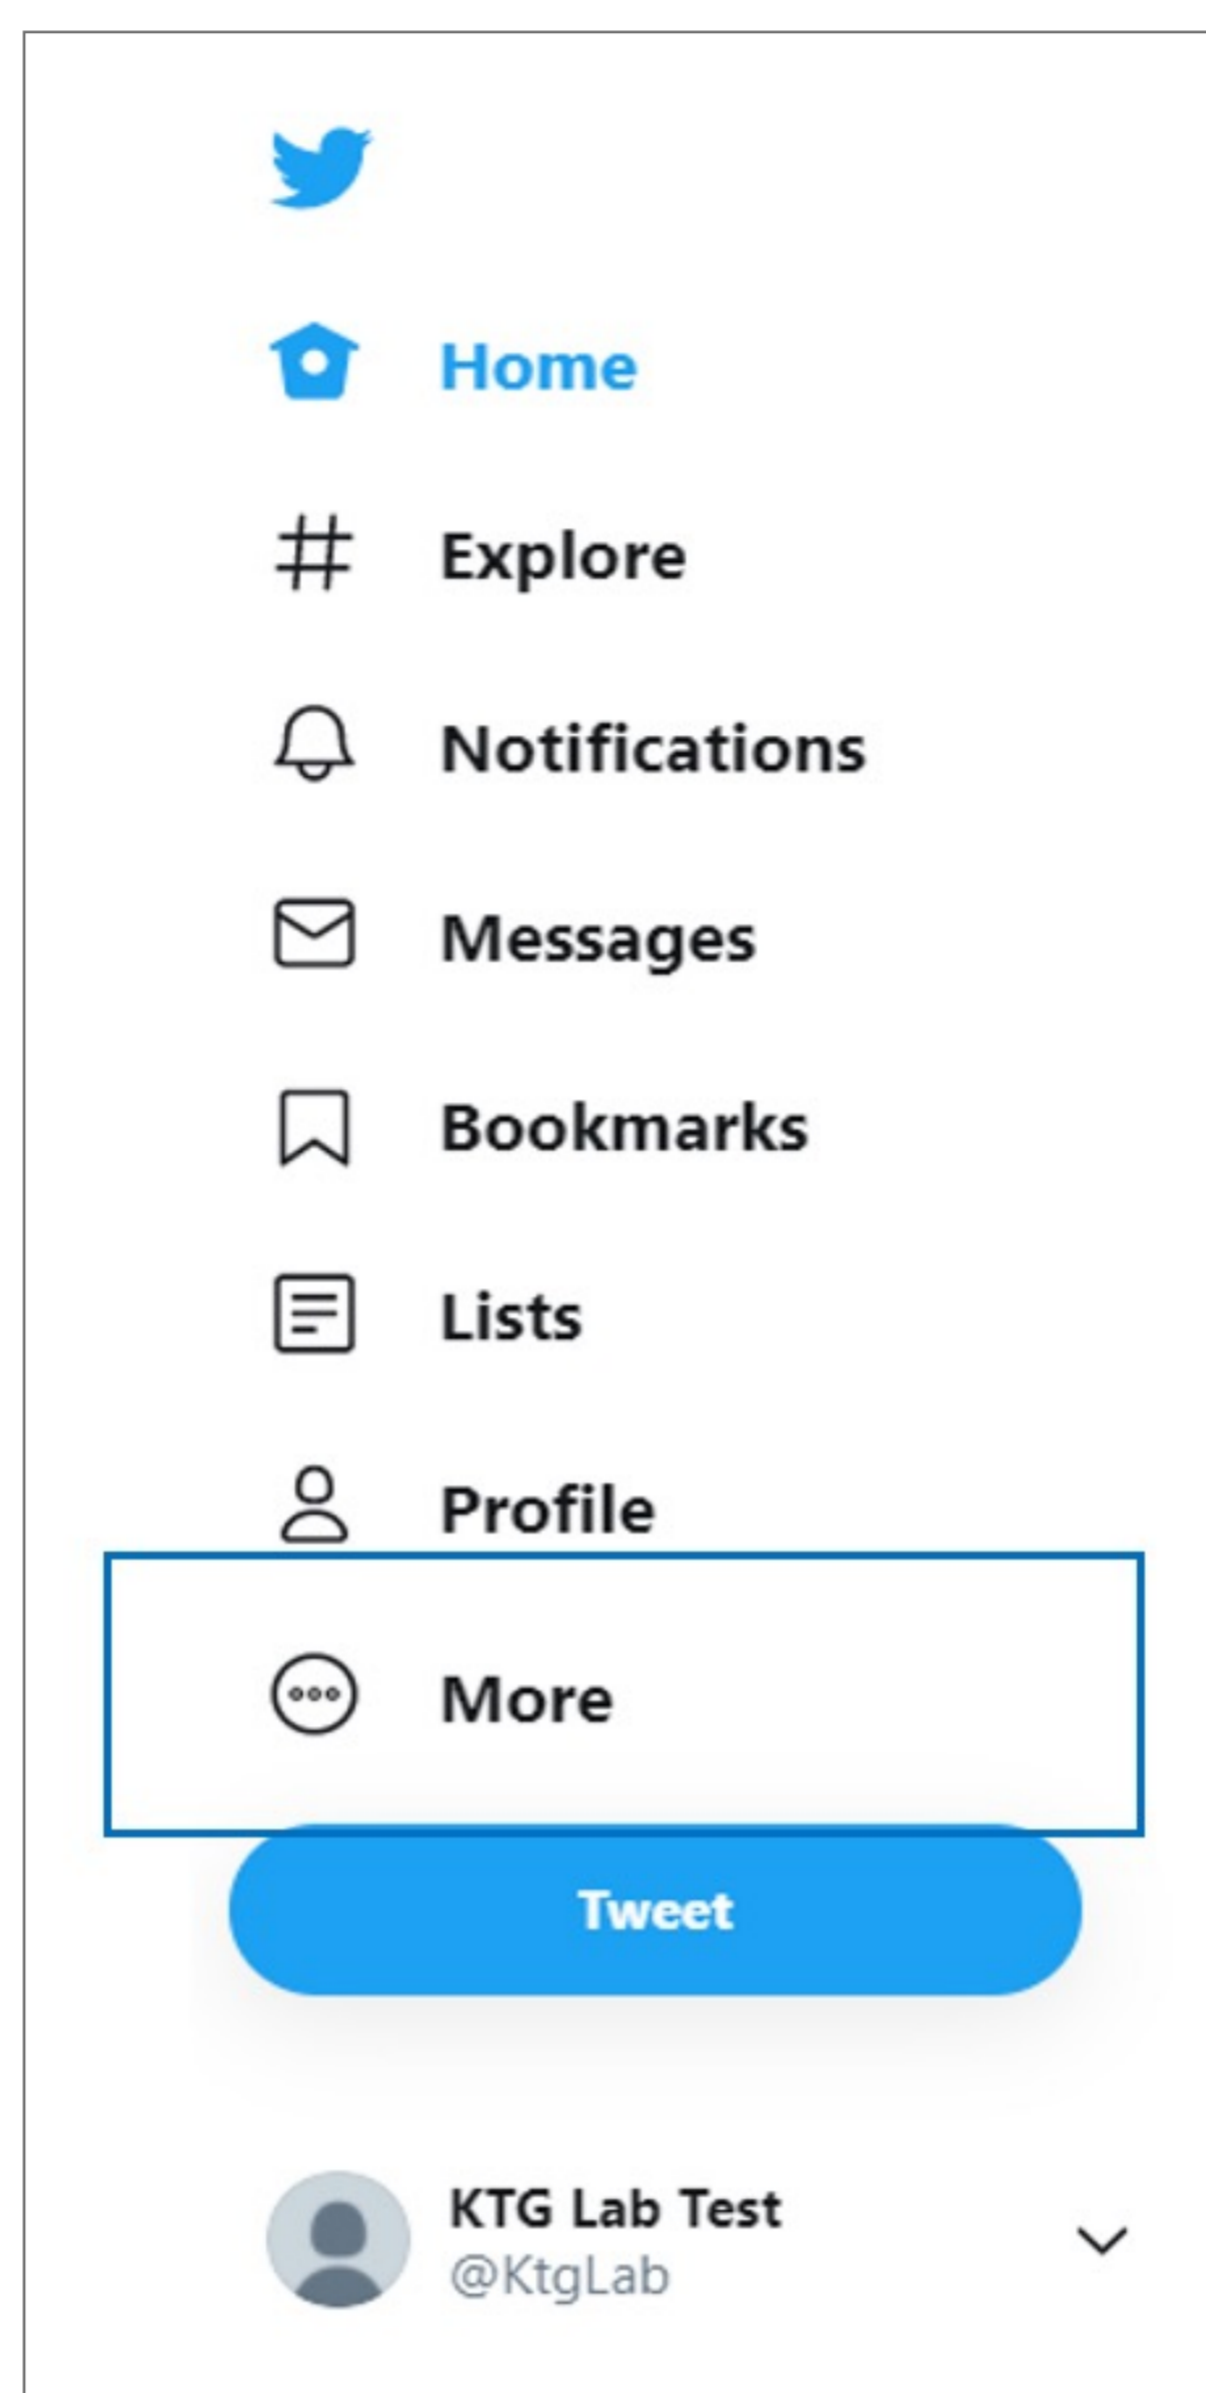 Home
Explore
Notifications
Messages
Bookmarks
Lists
Profile
More
Tweet
KTG Lab Test
@KtgLab